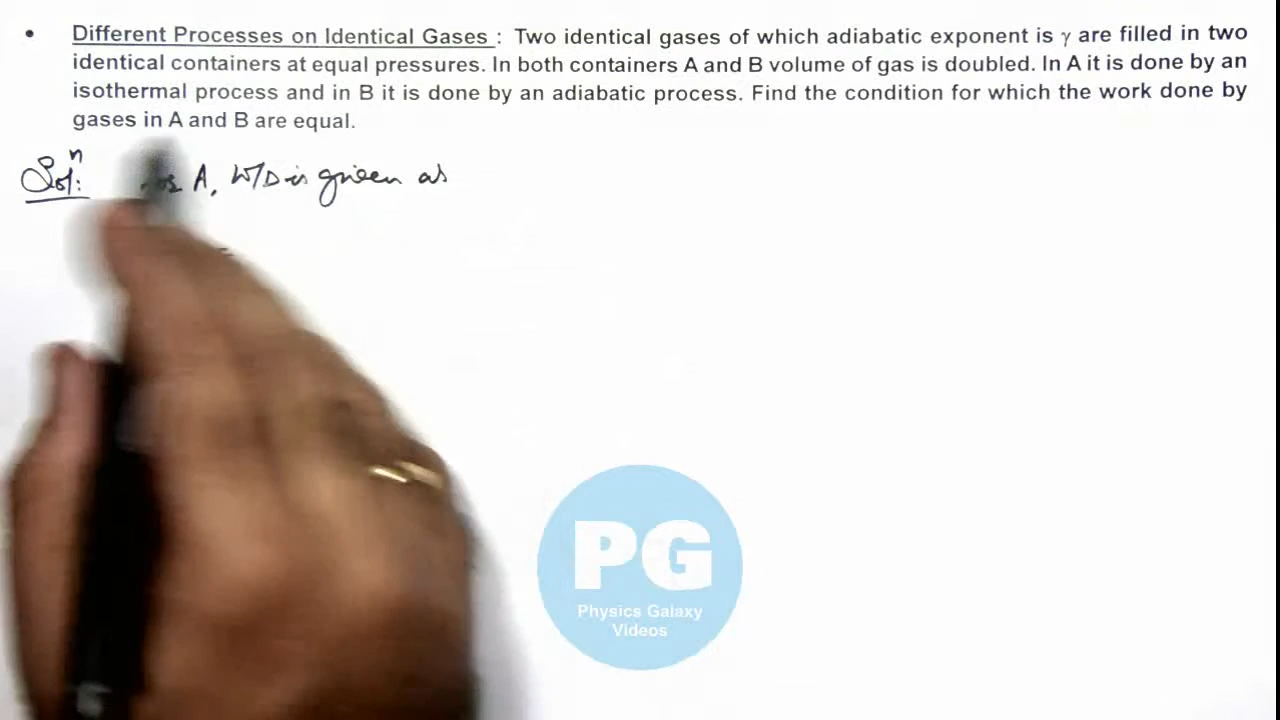 • Different Processes on Identical Gases : Two identical gases of which adiabatic exponent is γ are filled in two
identical containers at equal pressures. In both containers A and B volume of gas is doubled. In A it is done by an
isothermal process and in B it is done by an adiabatic process. Find the condition for which the work done by
gases in A and B are equal.
Solⁿ: A, W/D is given as
PG
Physics Galaxy
Videos